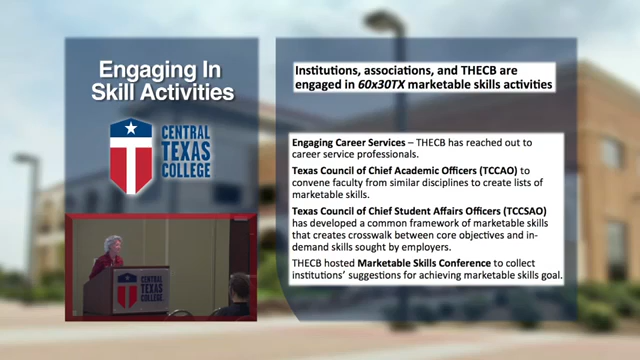 Engaging In
Skill Activities
CENTRAL
TEXAS
COLLEGE
CENTRAL
TEXAS
COLLEGE
Institutions, associations, and THECB are
engaged in 60x30TX marketable skills activities
Engaging Career Services – THECB has reached out to
career service professionals.
Texas Council of Chief Academic Officers (TCCAO) to
convene faculty from similar disciplines to create lists of
marketable skills.
Texas Council of Chief Student Affairs Officers (TCCSAO)
has developed a common framework of marketable skills
that creates crosswalk between core objectives and in-
demand skills sought by employers.
THECB hosted Marketable Skills Conference to collect
institutions’ suggestions for achieving marketable skills goal.